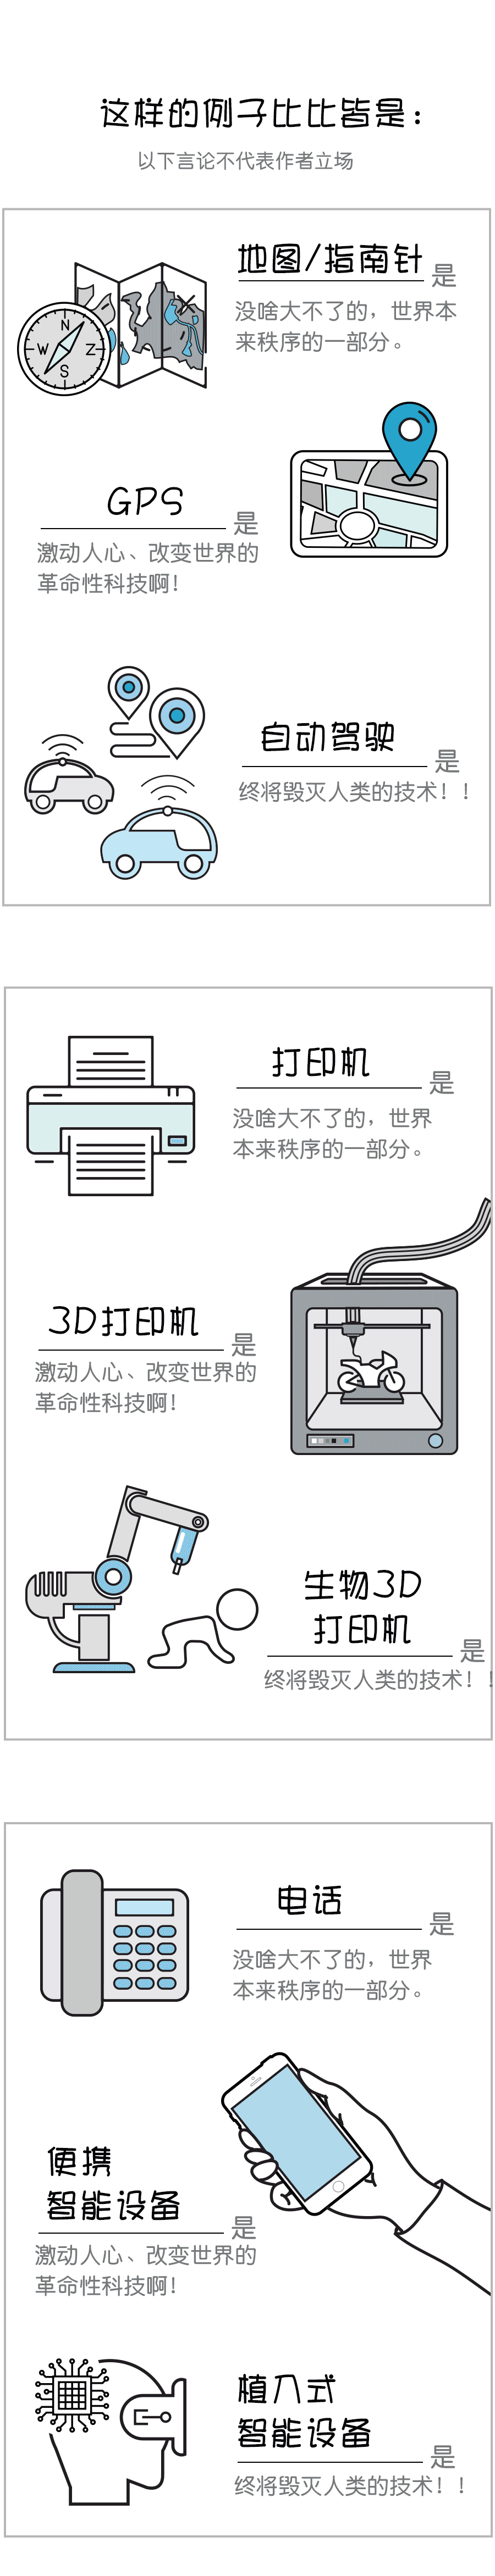 这样的例子比比皆是：
以下言论不代表作者立场
地图/指南针是
没啥大不了的，世界本
来秩序的一部分。
N
W Z
S
GPS是
激动人心、改变世界的
革命性科技啊！
自动驾驶是
终将毁灭人类的技术！！
打印机是
没啥大不了的，世界
本来秩序的一部分。
3D打印机是
激动人心、改变世界的
革命性科技啊！
生物3D
打印机是
终将毁灭人类的技术！！
电话是
没啥大不了的，世界
本来秩序的一部分。
便携
智能设备是
激动人心、改变世界的
革命性科技啊！
植入式
智能设备是
终将毁灭人类的技术！！